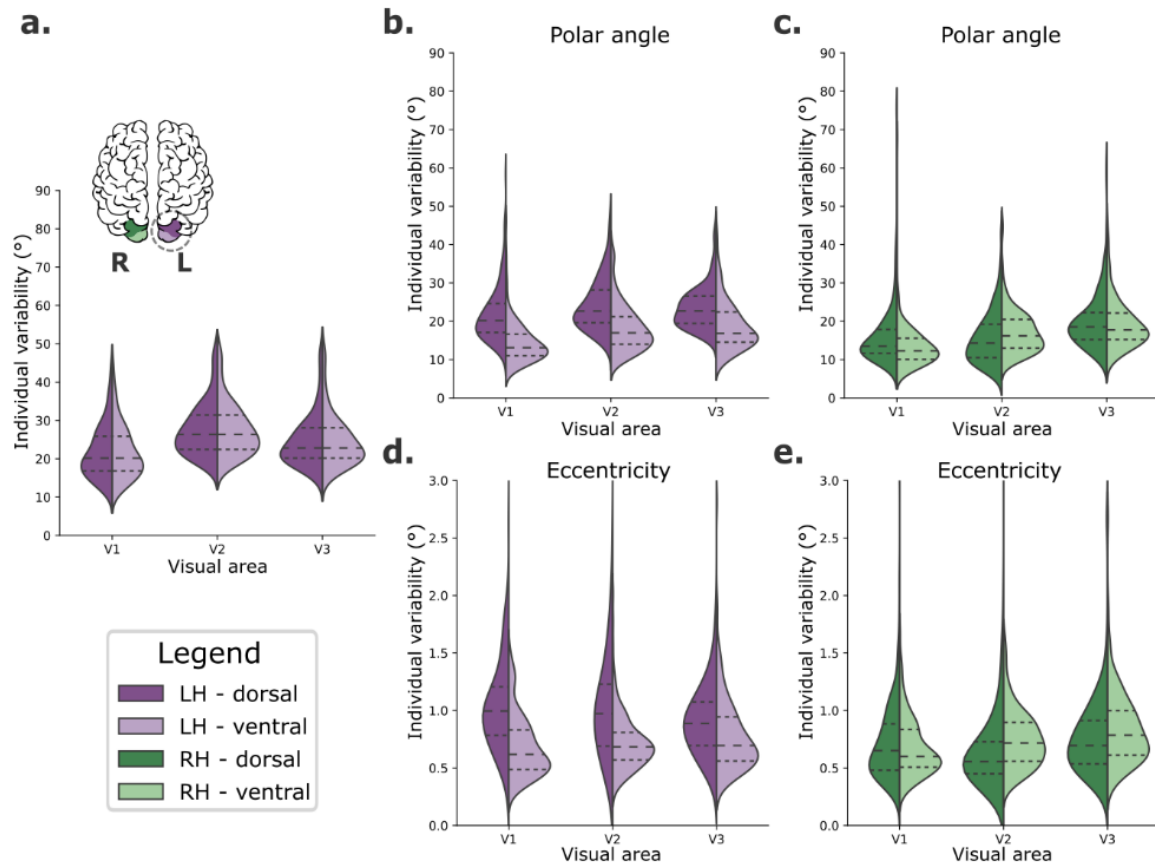 a.
R L
Individual variability (°)
90
80
70
60
50
40
30
20
10
0
V1 V2 V3
Visual area
Legend
LH - dorsal
LH - ventral
RH - dorsal
RH - ventral
b.
Polar angle
Individual variability (°)
90
80
70
60
50
40
30
20
10
0
V1 V2 V3
Visual area
c.
Polar angle
Individual variability (°)
90
80
70
60
50
40
30
20
10
0
V1 V2 V3
Visual area
d.
Eccentricity
Individual variability (°)
3.0
2.5
2.0
1.5
1.0
0.5
0.0
V1 V2 V3
Visual area
e.
Eccentricity
Individual variability (°)
3.0
2.5
2.0
1.5
1.0
0.5
0.0
V1 V2 V3
Visual area